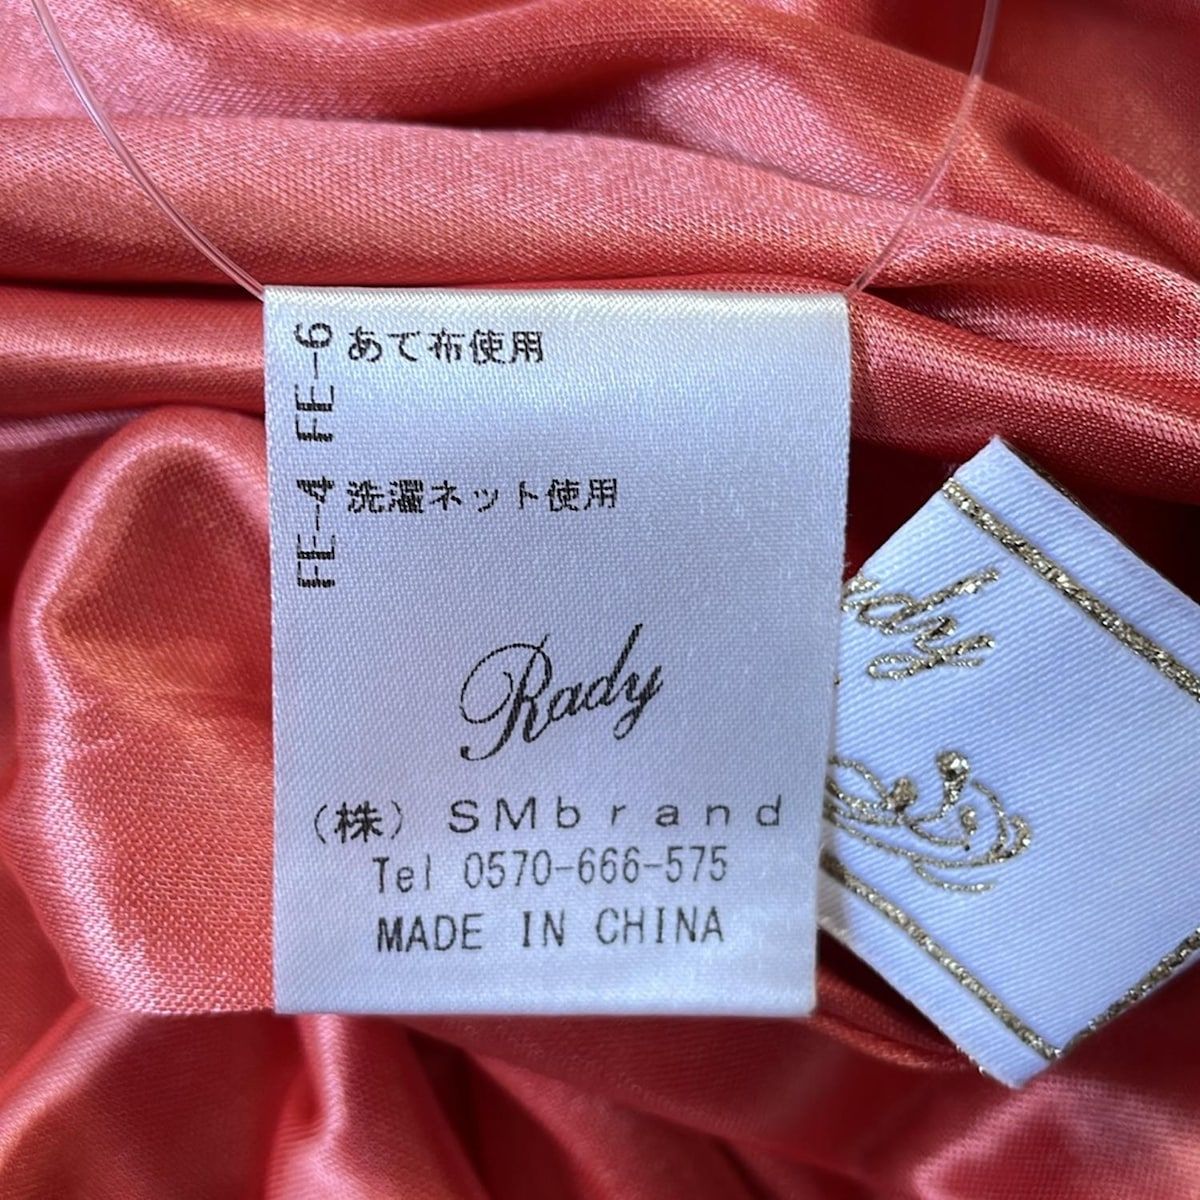 FE-4 FE-6
あて布使用
洗濯ネット使用
Rady
(株) SMbrand
Tel 0570-666-575
MADE IN CHINA
ady